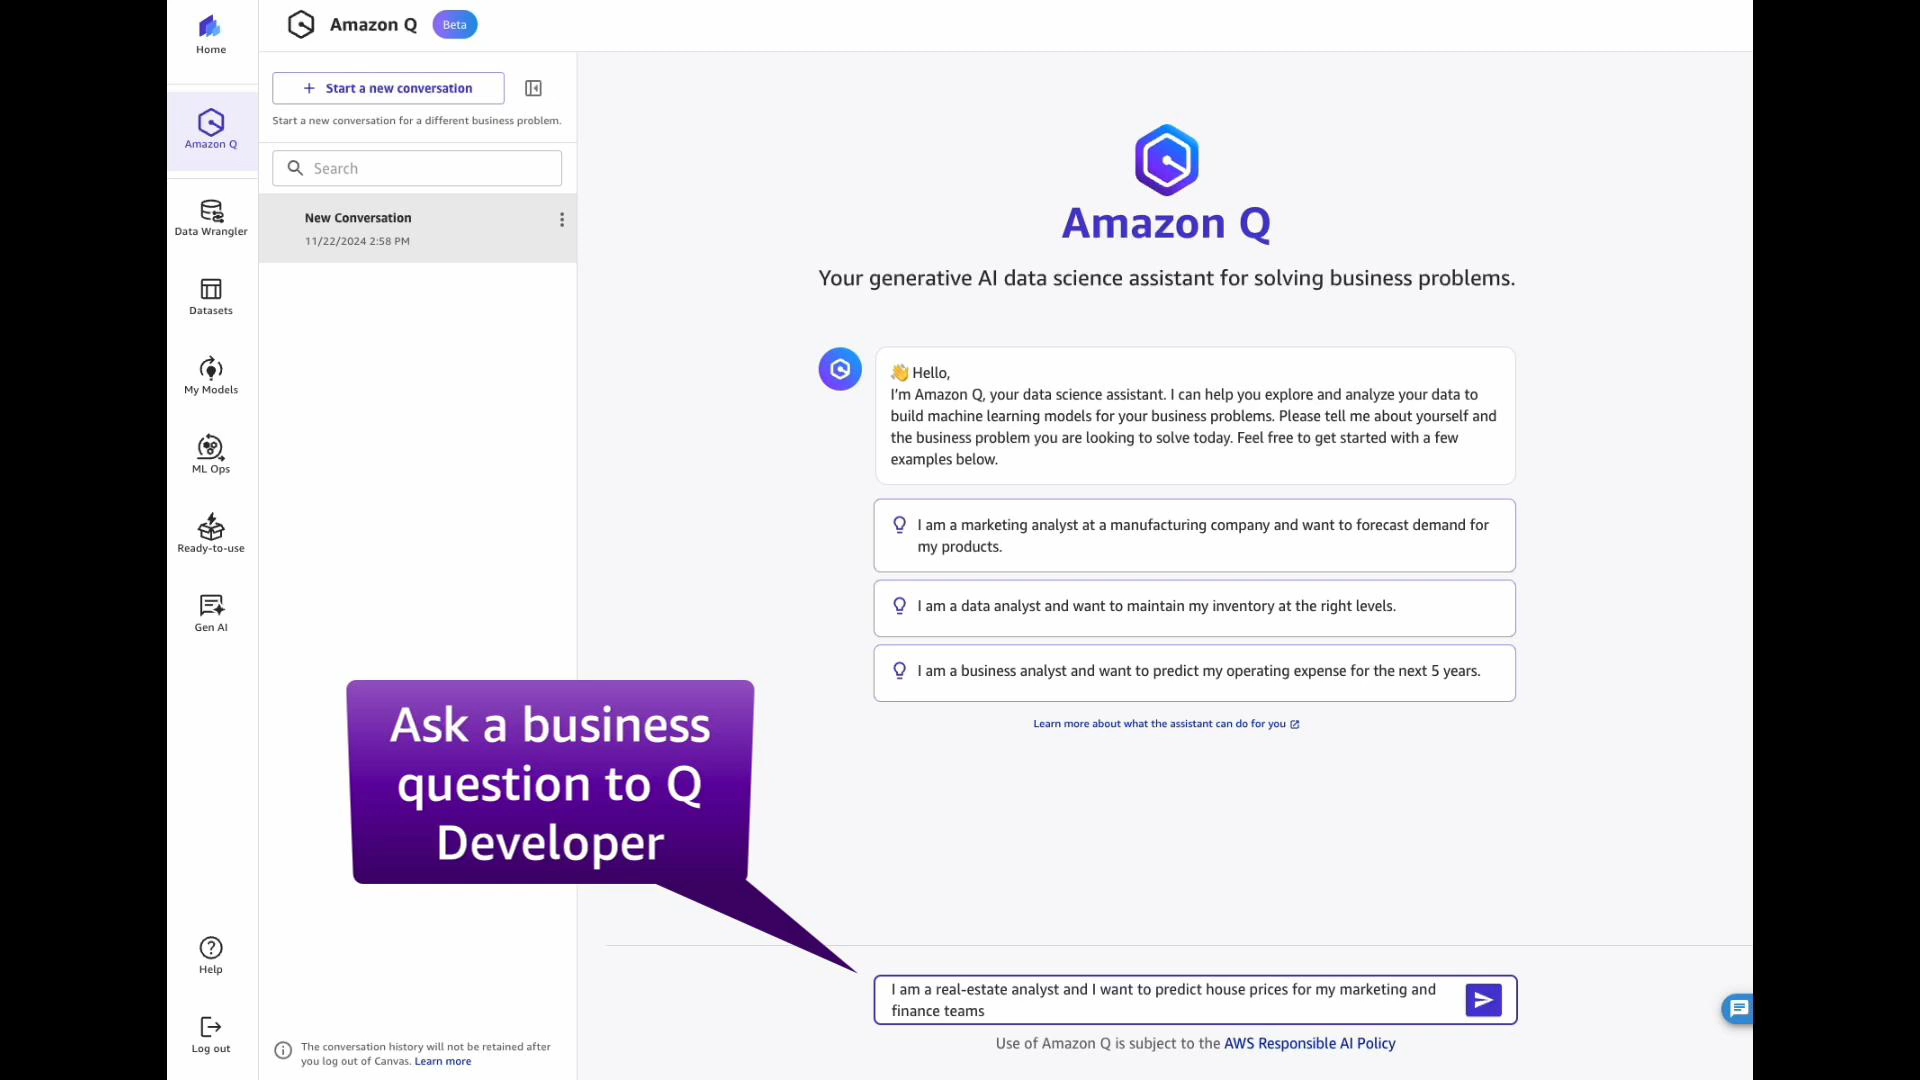 Home
Amazon Q
Data Wrangler
Datasets
My Models
ML Ops
Ready-to-use
Gen AI
Help
Log out
Amazon Q Beta
+ Start a new conversation
Start a new conversation for a different business problem.
Search
New Conversation
11/22/2024 2:58 PM
The conversation history will not be retained after
you log out of Canvas. Learn more
Amazon Q
Your generative AI data science assistant for solving business problems.
👋 Hello,
I'm Amazon Q, your data science assistant. I can help you explore and analyze your data to
build machine learning models for your business problems. Please tell me about yourself and
the business problem you are looking to solve today. Feel free to get started with a few
examples below.
I am a marketing analyst at a manufacturing company and want to forecast demand for
my products.
I am a data analyst and want to maintain my inventory at the right levels.
I am a business analyst and want to predict my operating expense for the next 5 years.
Learn more about what the assistant can do for you
Ask a business
question to Q
Developer
I am a real-estate analyst and I want to predict house prices for my marketing and
finance teams
Use of Amazon Q is subject to the AWS Responsible AI Policy